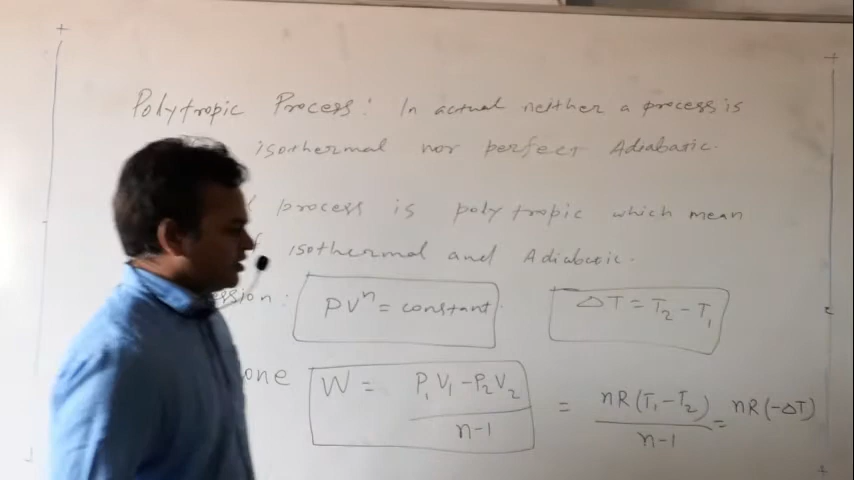 Polytropic Process: In actual neither a process is
isothermal nor perfect Adiabatic.
process is polytropic which mean
isothermal and Adiabatic.
PVⁿ = constant ΔT = T₂ - T₁
W = P₁V₁ - P₂V₂ / n-1 = nR(T₁-T₂) / n-1 = nR(-ΔT)